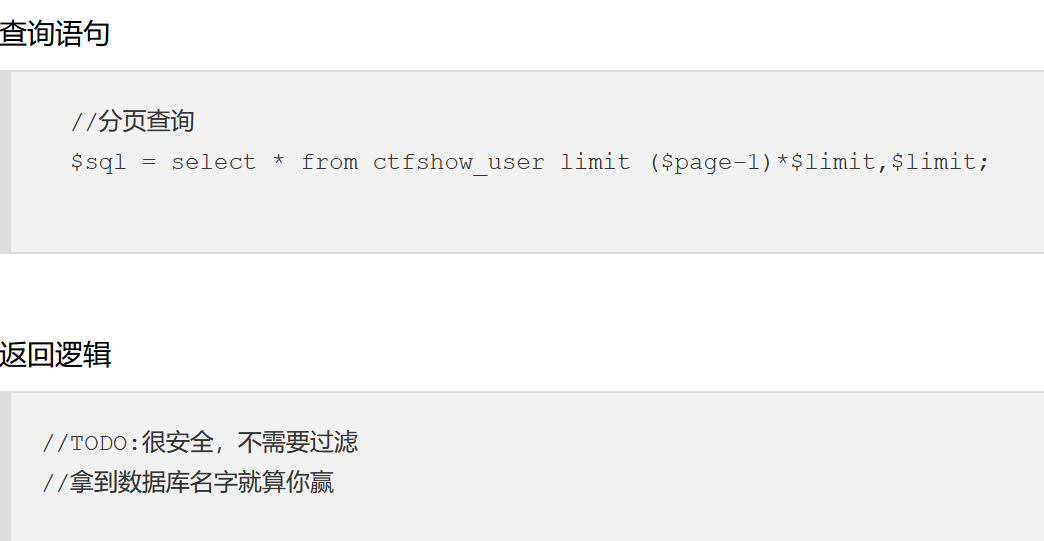 查询语句
//分页查询
$sql = select * from ctfshow_user limit ($page-1)*$limit,$limit;
返回逻辑
//TODO:很安全，不需要过滤
//拿到数据库名字就算你赢